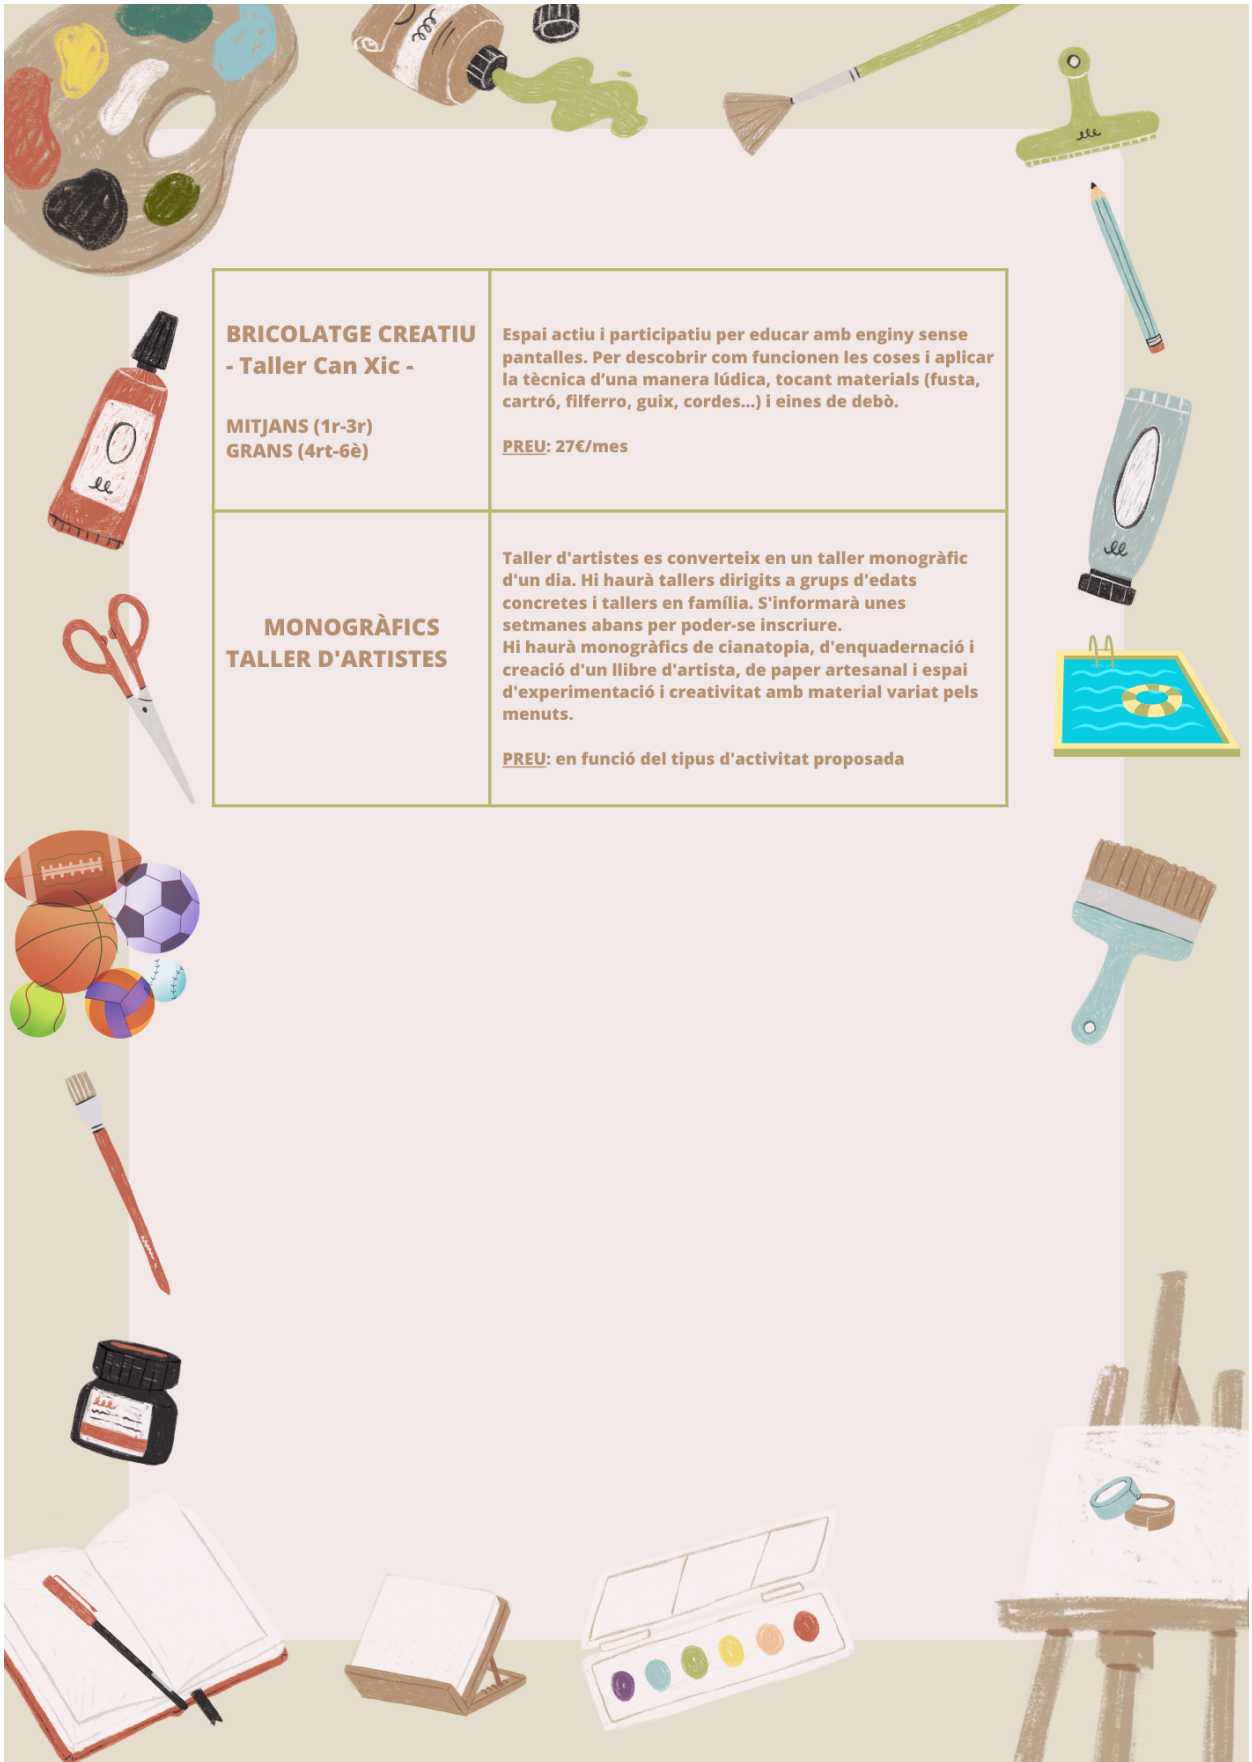 BRICOLATGE CREATIU
- Taller Can Xic -
MITJANS (1r-3r)
GRANS (4rt-6è)
Espai actiu i participatiu per educar amb enginy sense
pantalles. Per descobrir com funcionen les coses i aplicar
la tècnica d’una manera lúdica, tocant materials (fusta,
cartró, filferro, guix, cordes...) i eines de debò.
PREU: 27€/mes
MONOGRÀFICS
TALLER D'ARTISTES
Taller d'artistes es converteix en un taller monogràfic
d'un dia. Hi haurà tallers dirigits a grups d'edats
concretes i tallers en família. S'informarà unes
setmanes abans per poder-se inscriure.
Hi haurà monogràfics de cianatopia, d'enquadernació i
creació d'un llibre d'artista, de paper artesanal i espai
d'experimentació i creativitat amb material variat pels
menuts.
PREU: en funció del tipus d'activitat proposada